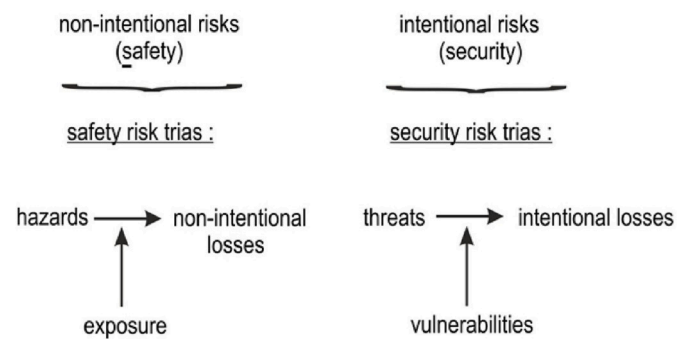 non-intentional risks
(safety)
safety risk trias :
hazards
non-intentional
losses
exposure
intentional risks
(security)
security risk trias :
threats
intentional losses
vulnerabilities